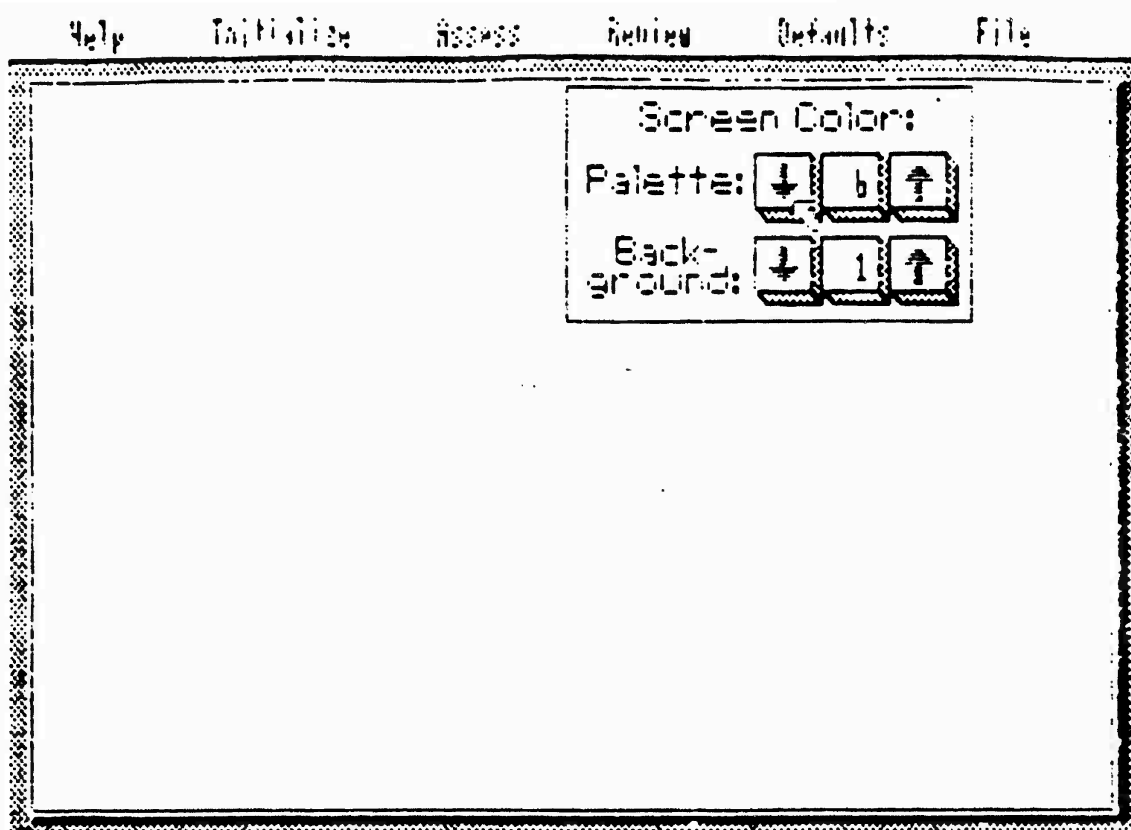 Help Initialize Assess Review Defaults File
Screen Color:
Palette: b
Back-
ground: 1